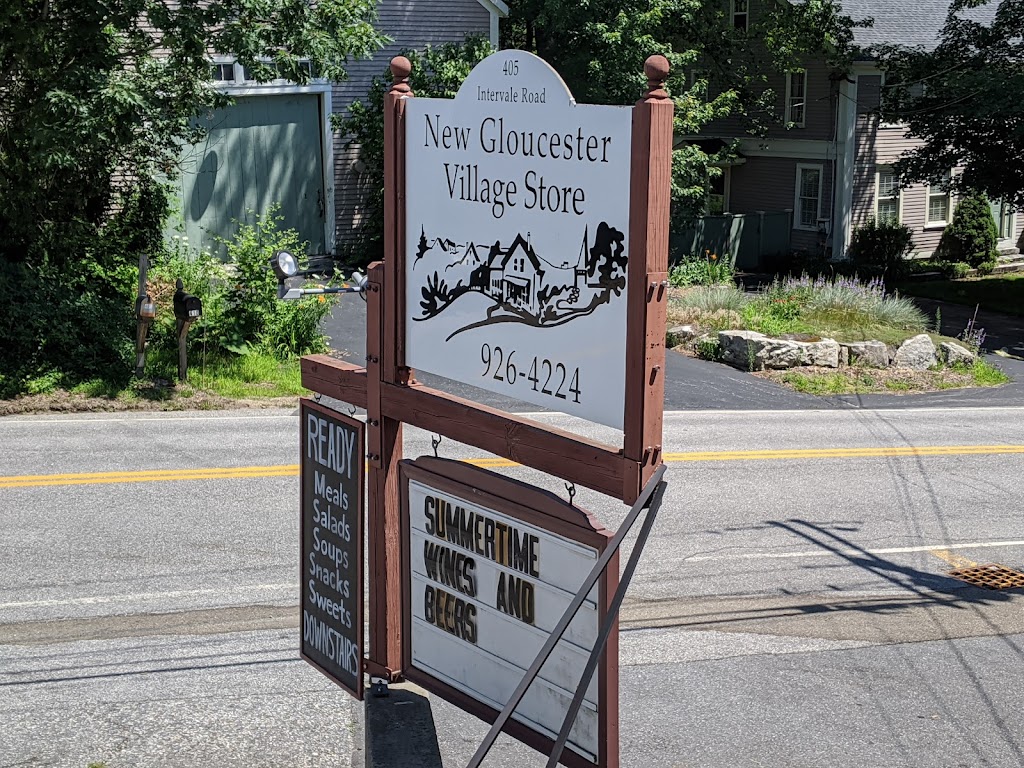 405
Intervale Road
New Gloucester
Village Store
926-4224
READY
Meals
Salads
Soups
Snacks
Sweets
DOWNSTAIRS
SUMMERTIME
WINES AND
BEERS